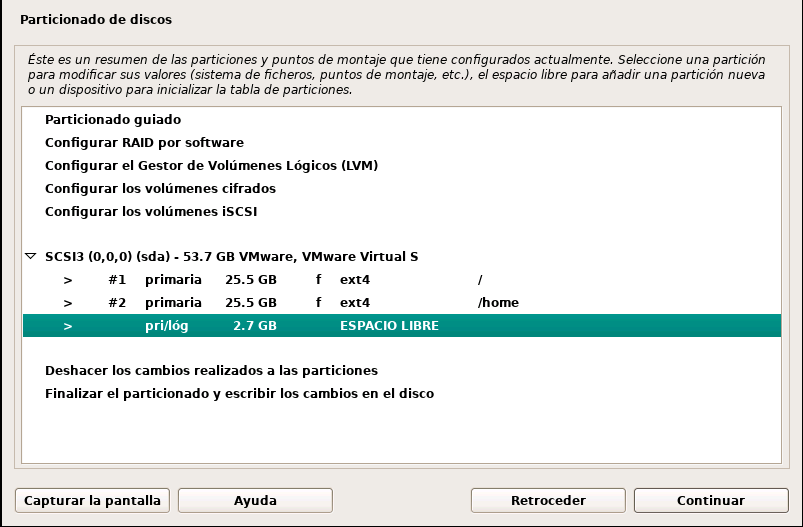 Particionado de discos
Éste es un resumen de las particiones y puntos de montaje que tiene configurados actualmente. Seleccione una partición
para modificar sus valores (sistema de ficheros, puntos de montaje, etc.), el espacio libre para añadir una partición nueva
o un dispositivo para inicializar la tabla de particiones.
Particionado guiado
Configurar RAID por software
Configurar el Gestor de Volúmenes Lógicos (LVM)
Configurar los volúmenes cifrados
Configurar los volúmenes iSCSI
SCSI3 (0,0,0) (sda) - 53.7 GB VMware, VMware Virtual S
> #1 primaria 25.5 GB f ext4 /
> #2 primaria 25.5 GB f ext4 /home
> pri/lóg 2.7 GB ESPACIO LIBRE
Deshacer los cambios realizados a las particiones
Finalizar el particionado y escribir los cambios en el disco
Capturar la pantalla Ayuda Retroceder Continuar